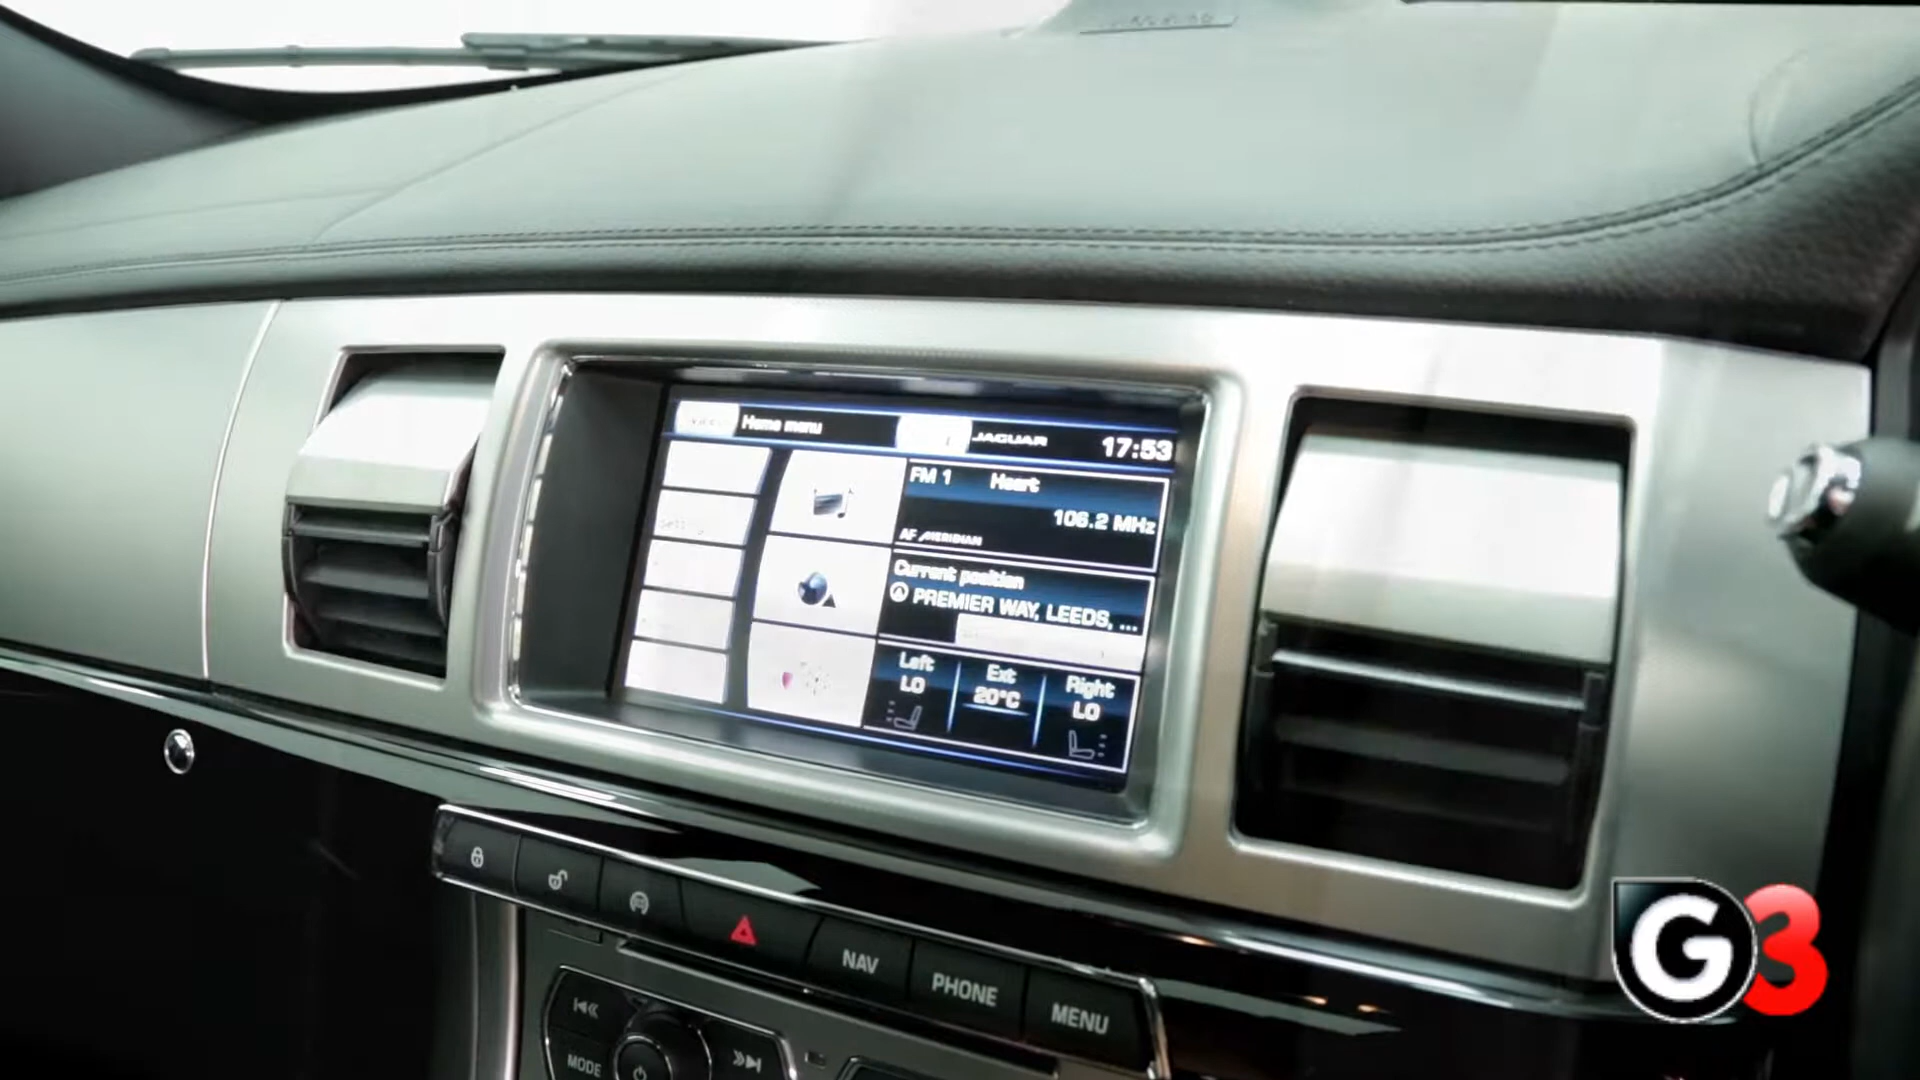 Home menu
JAGUAR
17:53
FM 1 Heart
106.2 MHz
AF MERIDIAN
Current position
PREMIER WAY, LEEDS, ...
Left
LO
Ext
20°C
Right
LO
NAV
PHONE
MENU
MODE
G3